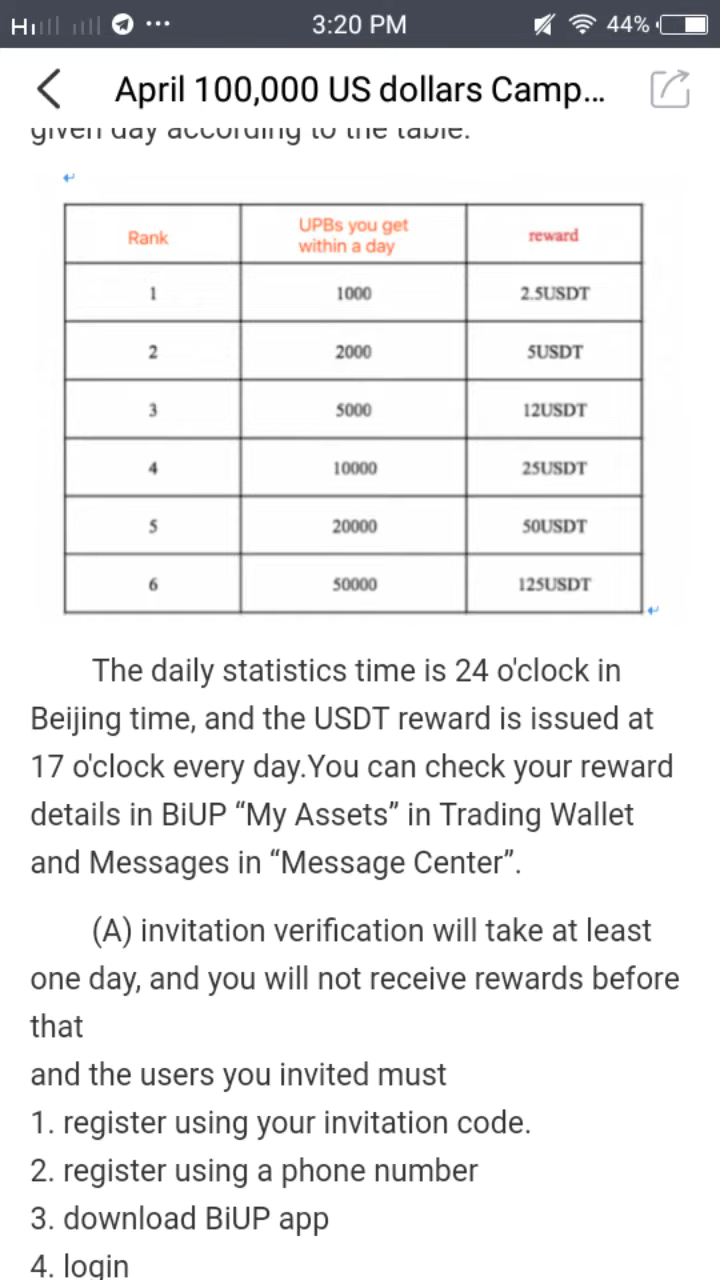 3:20 PM
44%
April 100,000 US dollars Camp...
given day according to the table.
Rank UPBs you get within a day reward
1 1000 2.5USDT
2 2000 5USDT
3 5000 12USDT
4 10000 25USDT
5 20000 50USDT
6 50000 125USDT
The daily statistics time is 24 o'clock in
Beijing time, and the USDT reward is issued at
17 o'clock every day.You can check your reward
details in BiUP “My Assets” in Trading Wallet
and Messages in “Message Center”.
(A) invitation verification will take at least
one day, and you will not receive rewards before
that
and the users you invited must
1. register using your invitation code.
2. register using a phone number
3. download BiUP app
4. login